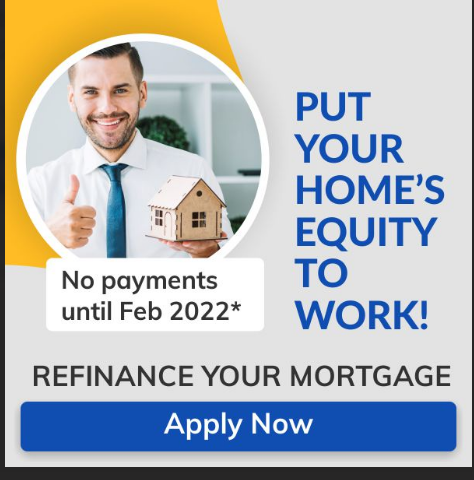 PUT
YOUR
HOME'S
EQUITY
TO
WORK!
No payments
until Feb 2022*
REFINANCE YOUR MORTGAGE
Apply Now